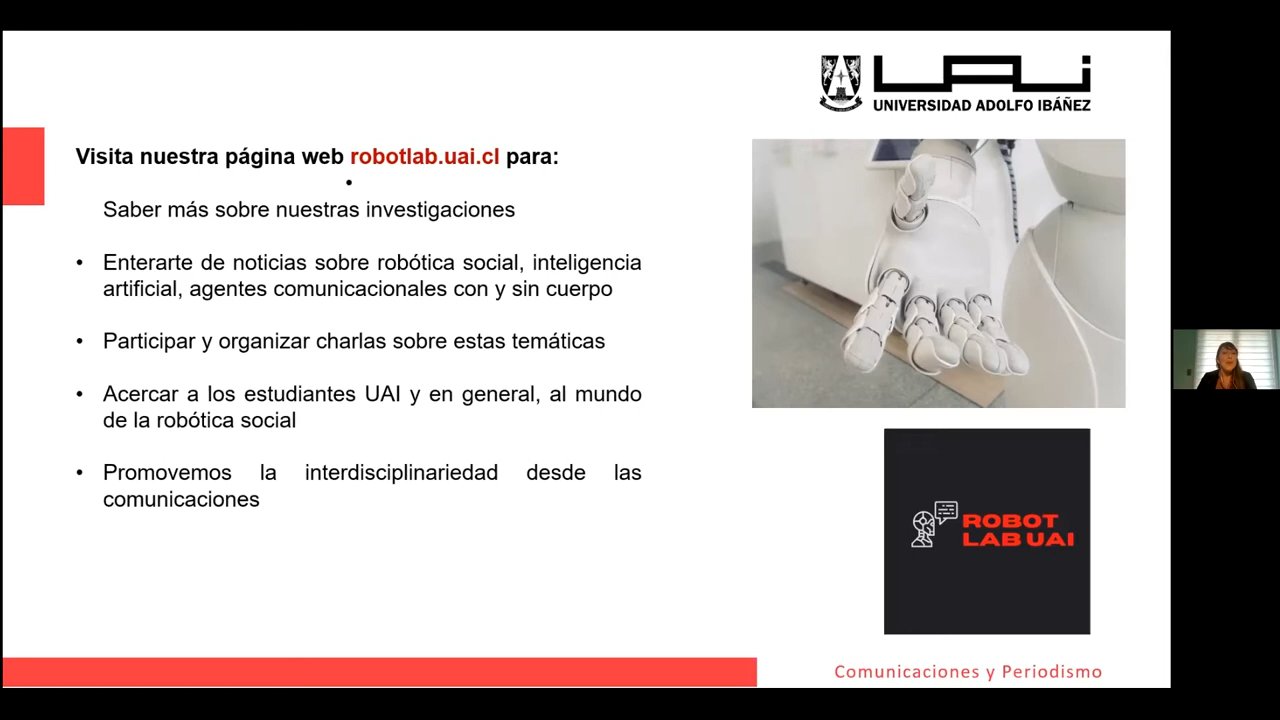 UAi
UNIVERSIDAD ADOLFO IBÁÑEZ
Visita nuestra página web robotlab.uai.cl para:
•
Saber más sobre nuestras investigaciones
• Enterarte de noticias sobre robótica social, inteligencia
artificial, agentes comunicacionales con y sin cuerpo
• Participar y organizar charlas sobre estas temáticas
• Acercar a los estudiantes UAI y en general, al mundo
de la robótica social
• Promovemos la interdisciplinariedad desde las
comunicaciones
ROBOT
LAB UAI
Comunicaciones y Periodismo